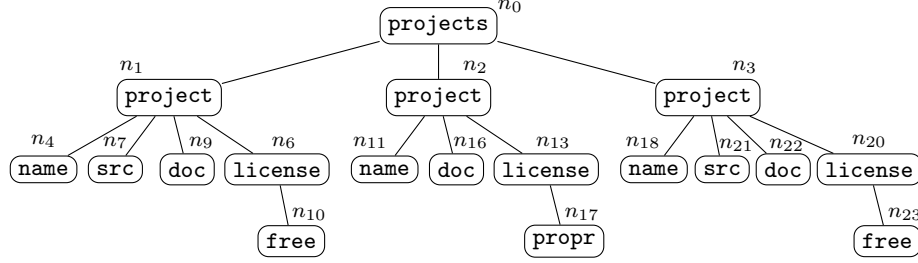 n0
projects
n1 n2 n3
project project project
n4 n7 n9 n6 n11 n16 n13 n18 n21 n22 n20
name src doc license name doc license name src doc license
n10 n17 n23
free propr free